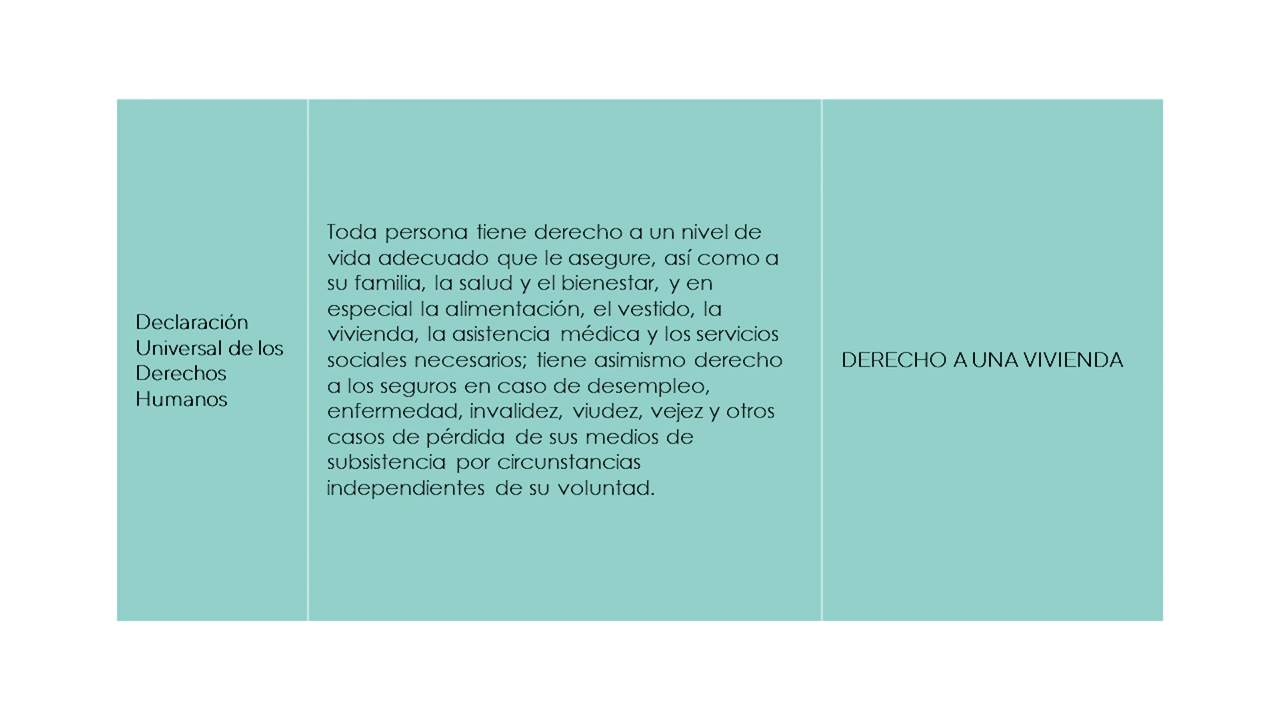 Declaración
Universal de los
Derechos
Humanos
Toda persona tiene derecho a un nivel de
vida adecuado que le asegure, así como a
su familia, la salud y el bienestar, y en
especial la alimentación, el vestido, la
vivienda, la asistencia médica y los servicios
sociales necesarios; tiene asimismo derecho
a los seguros en caso de desempleo,
enfermedad, invalidez, viudez, vejez y otros
casos de pérdida de sus medios de
subsistencia por circunstancias
independientes de su voluntad.
DERECHO A UNA VIVIENDA